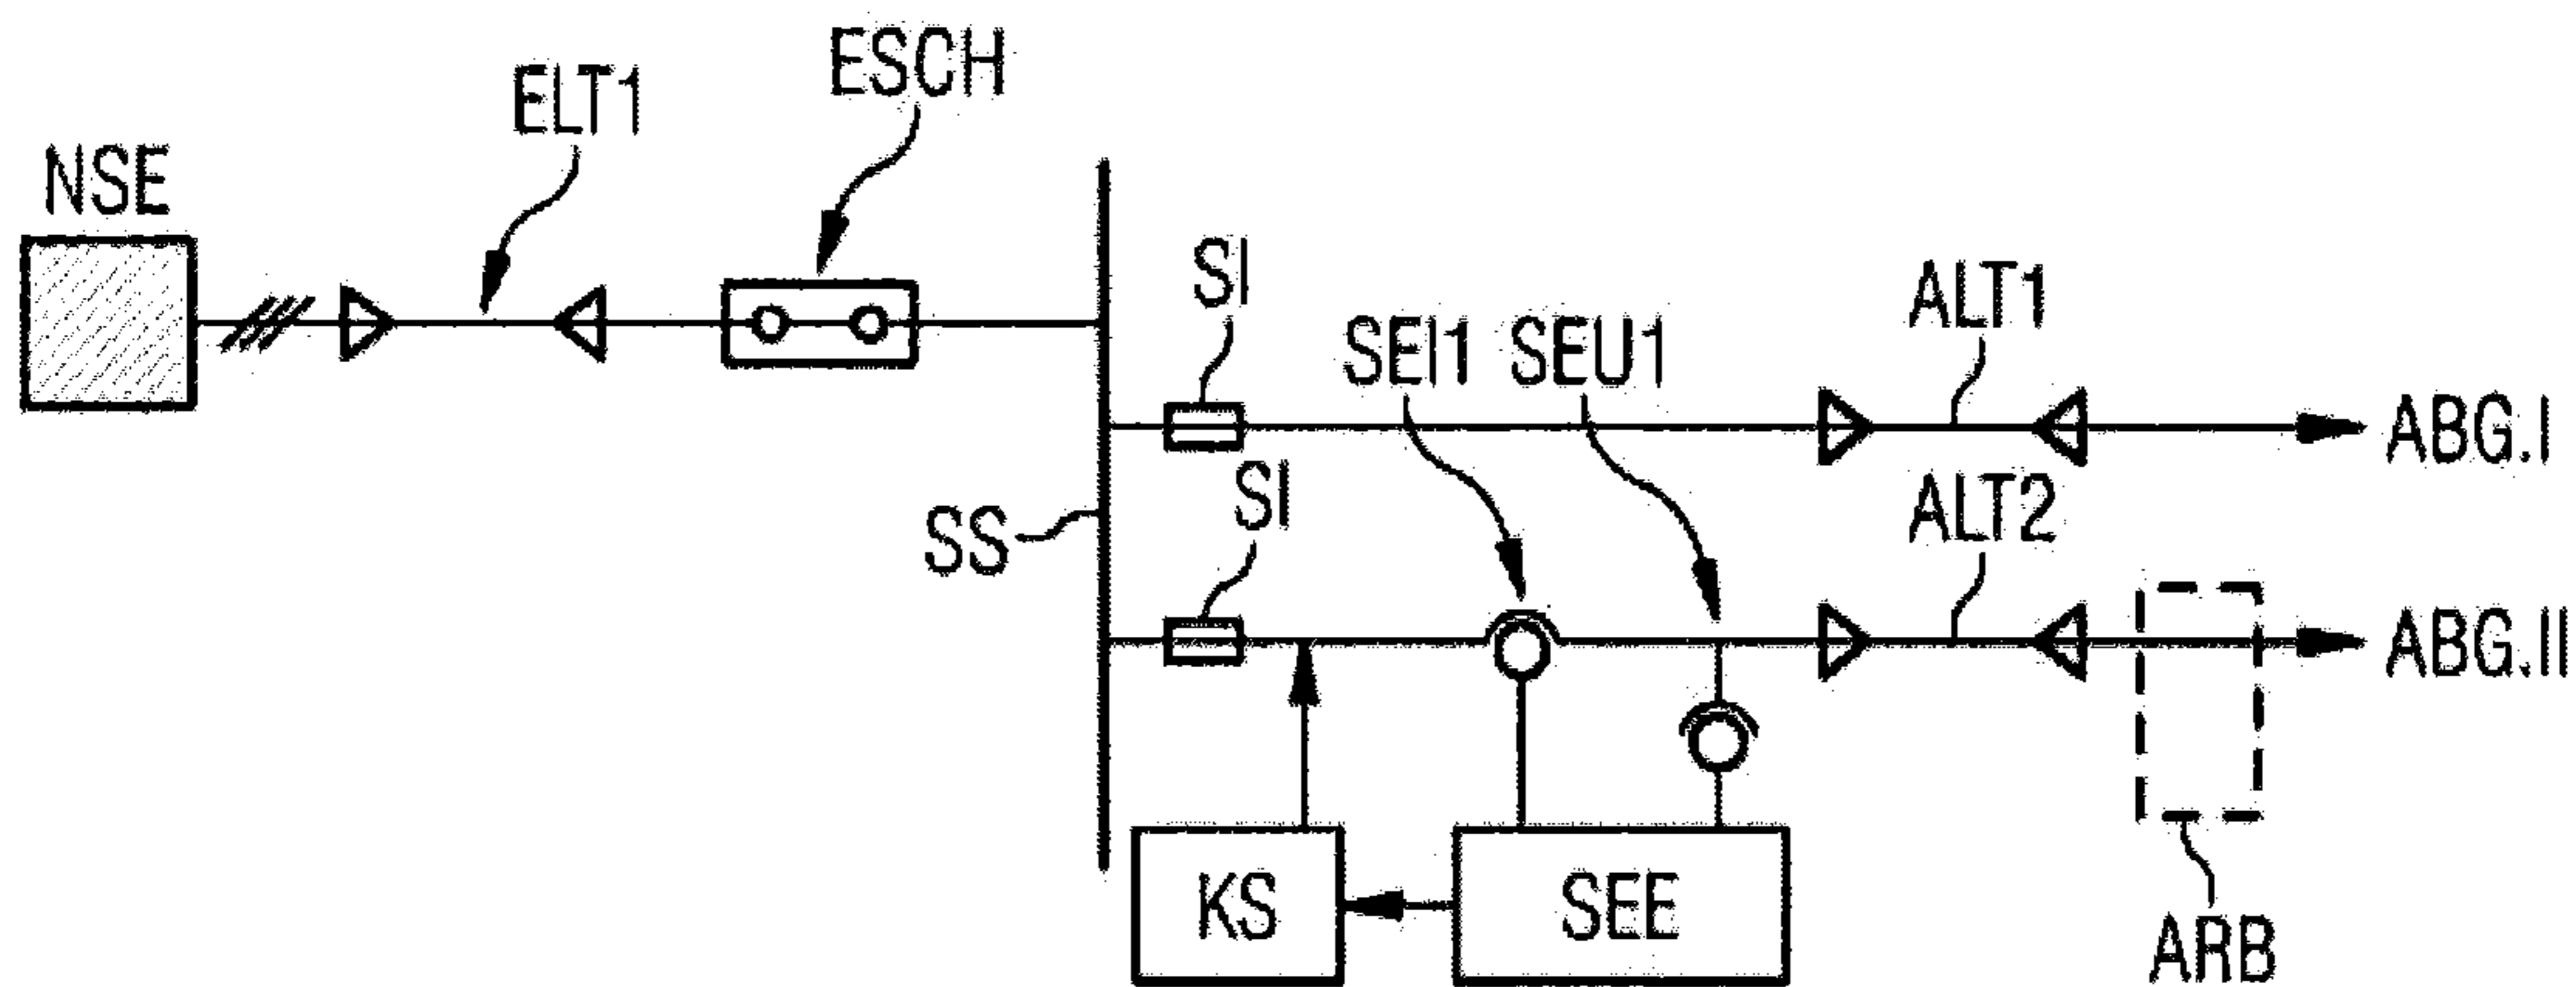 ESCH
ELT1
NSE
SI
ALT1
SEI1 SEU1
ABG.I
SI
ALT2
SS
ABG.II
KS
SEE
ARB